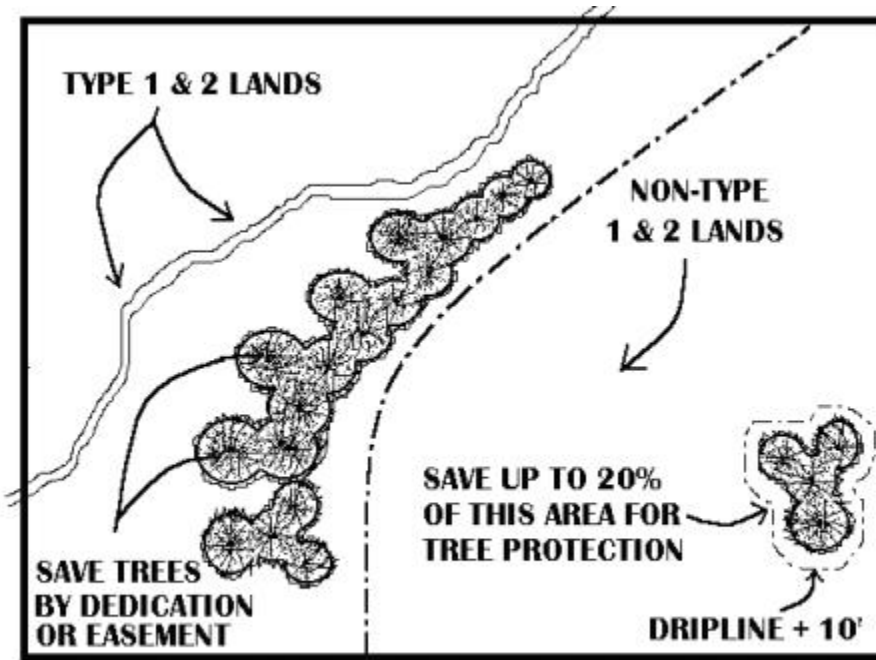 TYPE 1 & 2 LANDS
NON-TYPE
1 & 2 LANDS
SAVE UP TO 20%
OF THIS AREA FOR
TREE PROTECTION
SAVE TREES
BY DEDICATION
OR EASEMENT
DRIPLINE + 10'